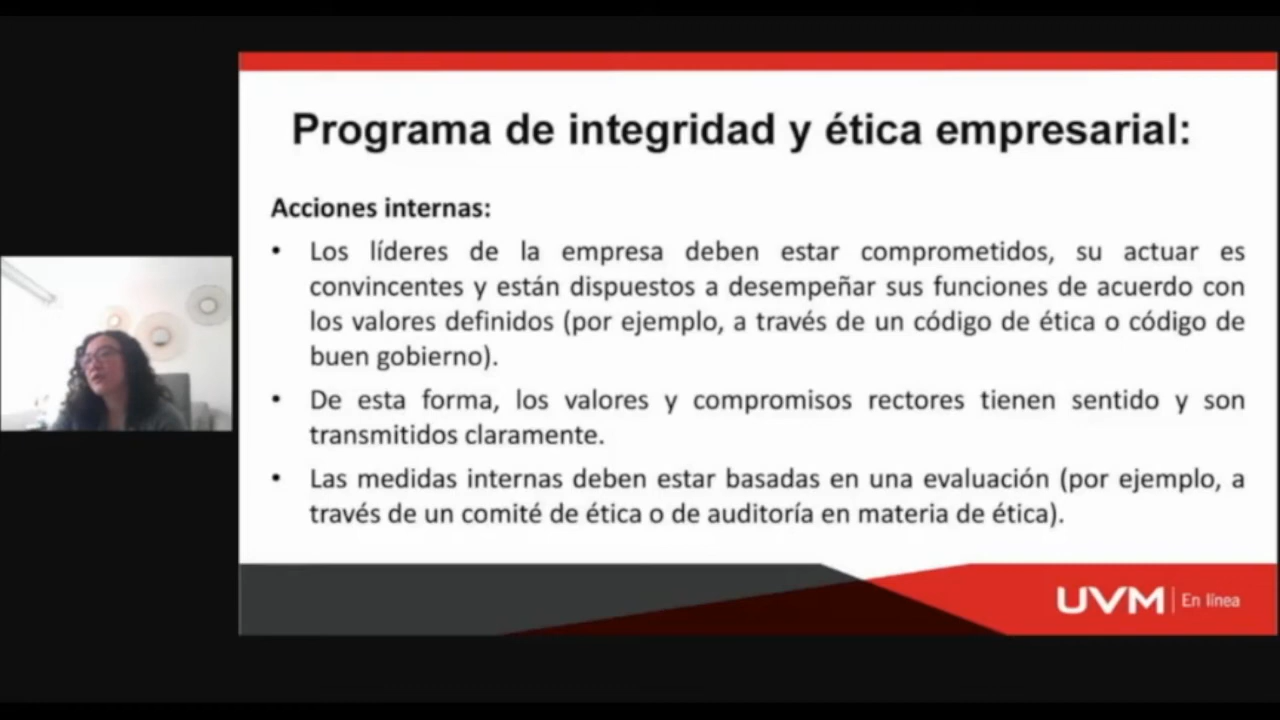 Programa de integridad y ética empresarial:
Acciones internas:
• Los líderes de la empresa deben estar comprometidos, su actuar es
convincentes y están dispuestos a desempeñar sus funciones de acuerdo con
los valores definidos (por ejemplo, a través de un código de ética o código de
buen gobierno).
• De esta forma, los valores y compromisos rectores tienen sentido y son
transmitidos claramente.
• Las medidas internas deben estar basadas en una evaluación (por ejemplo, a
través de un comité de ética o de auditoría en materia de ética).
UVM | En línea